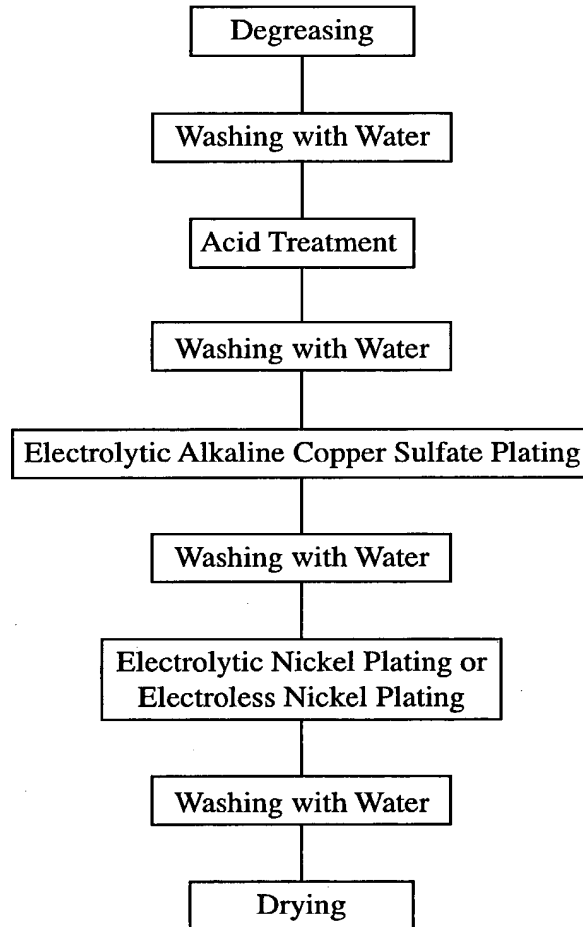 Degreasing
Washing with Water
Acid Treatment
Washing with Water
Electrolytic Alkaline Copper Sulfate Plating
Washing with Water
Electrolytic Nickel Plating or
Electroless Nickel Plating
Washing with Water
Drying